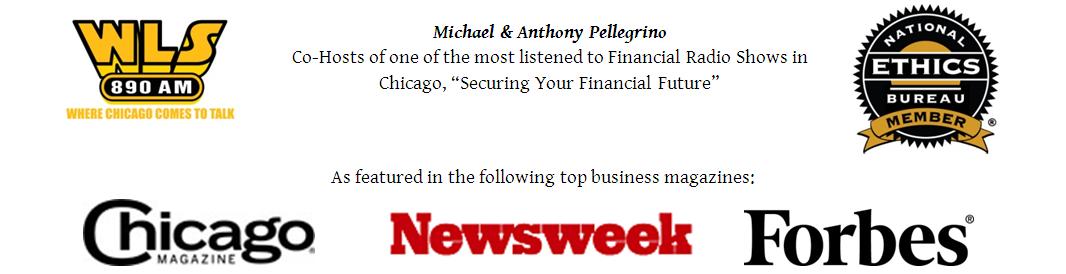 WLS
890 AM
WHERE CHICAGO COMES TO TALK
Michael & Anthony Pellegrino
Co-Hosts of one of the most listened to Financial Radio Shows in
Chicago, “Securing Your Financial Future”
NATIONAL
ETHICS
BUREAU
MEMBER
®
As featured in the following top business magazines:
Chicago
MAGAZINE
Newsweek
Forbes®